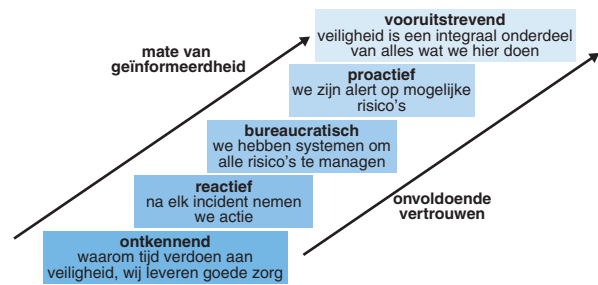 vooruitstrevend
veiligheid is een integraal onderdeel
van alles wat we hier doen
mate van
geïnformeerdheid
proactief
we zijn alert op mogelijke
risico's
bureaucratisch
we hebben systemen om
alle risico's te managen
reactief
na elk incident nemen
we actie
onvoldoende
vertrouwen
ontkennend
waarom tijd verdoen aan
veiligheid, wij leveren goede zorg